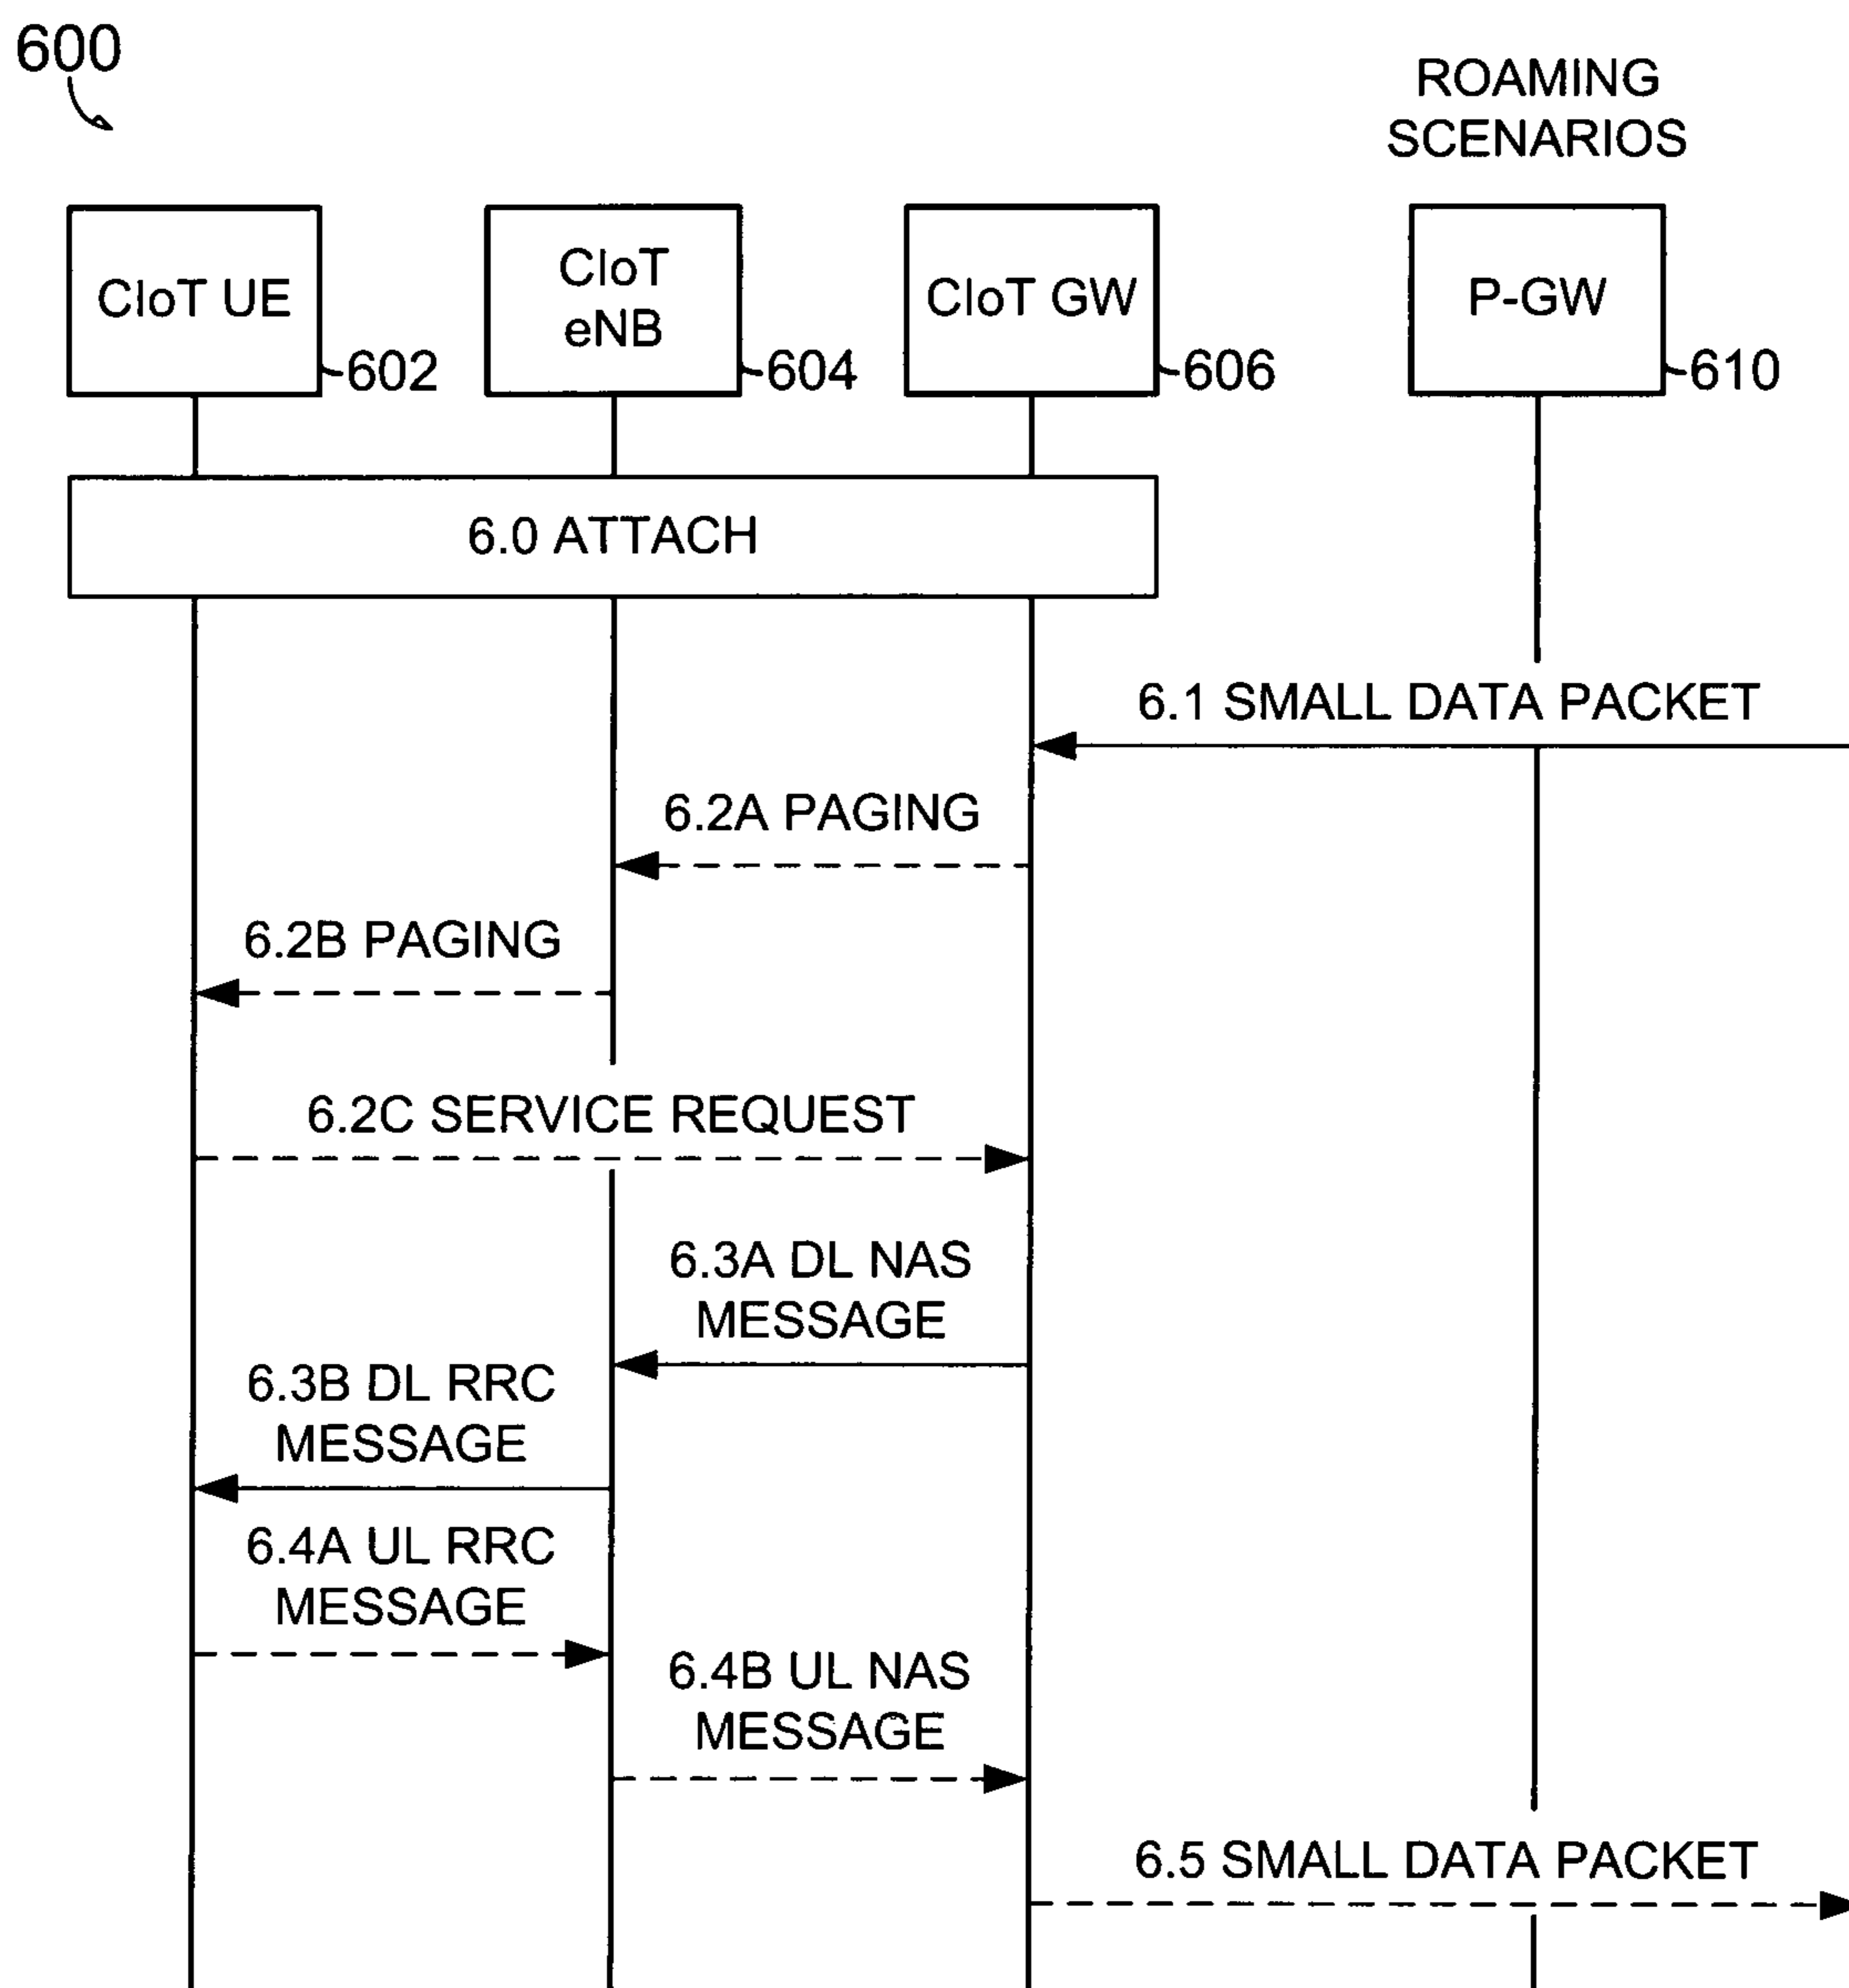 600
ROAMING
SCENARIOS
CIoT UE
602
CIoT
eNB
604
CIoT GW
606
P-GW
610
6.0 ATTACH
6.1 SMALL DATA PACKET
6.2A PAGING
6.2B PAGING
6.2C SERVICE REQUEST
6.3A DL NAS
MESSAGE
6.3B DL RRC
MESSAGE
6.4A UL RRC
MESSAGE
6.4B UL NAS
MESSAGE
6.5 SMALL DATA PACKET